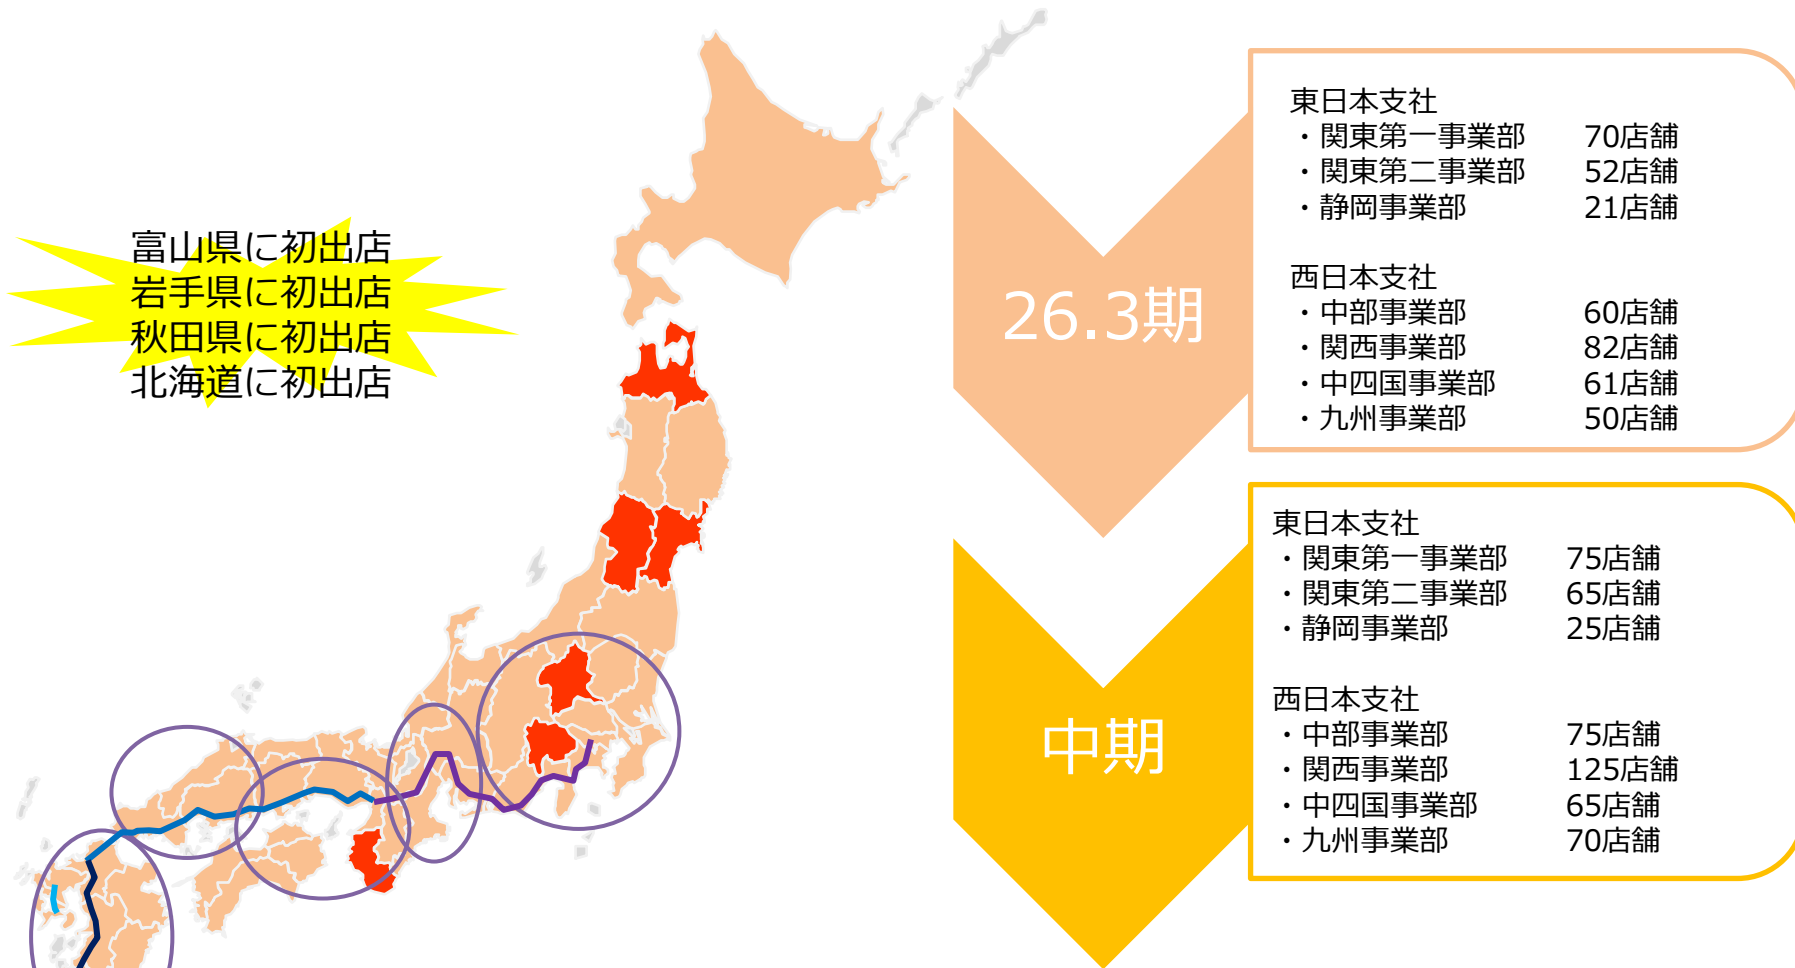 富山県に初出店
岩手県に初出店
秋田県に初出店
北海道に初出店
26.3期
東日本支社
・関東第一事業部 70店舗
・関東第二事業部 52店舗
・静岡事業部 21店舗
西日本支社
・中部事業部 60店舗
・関西事業部 82店舗
・中四国事業部 61店舗
・九州事業部 50店舗
中期
東日本支社
・関東第一事業部 75店舗
・関東第二事業部 65店舗
・静岡事業部 25店舗
西日本支社
・中部事業部 75店舗
・関西事業部 125店舗
・中四国事業部 65店舗
・九州事業部 70店舗